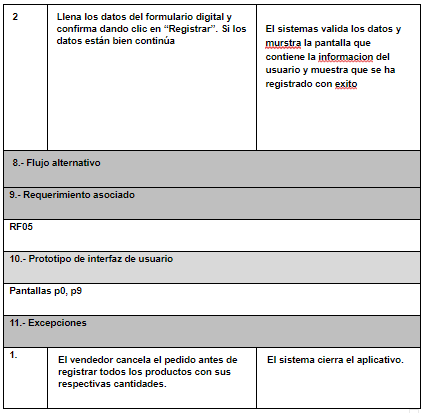 2
Llena los datos del formulario digital y
confirma dando clic en “Registrar”. Si los
datos están bien continúa
El sistemas valida los datos y
murstra la pantalla que
contiene la informacion del
usuario y muestra que se ha
registrado con exito
8.- Flujo alternativo
9.- Requerimiento asociado
RF05
10.- Prototipo de interfaz de usuario
Pantallas p0, p9
11.- Excepciones
1.
El vendedor cancela el pedido antes de
registrar todos los productos con sus
respectivas cantidades.
El sistema cierra el aplicativo.